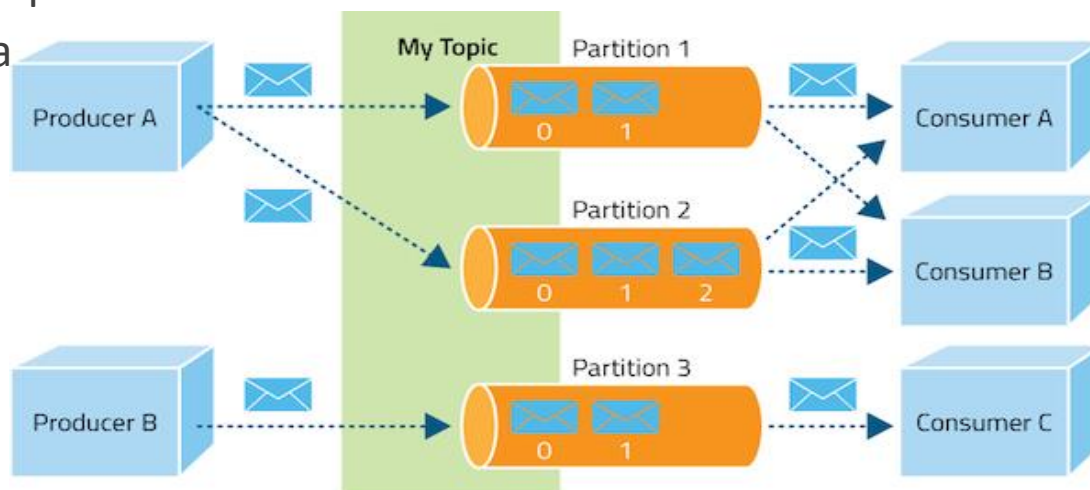 a
My Topic
Partition 1
Producer A
0 1
Consumer A
Partition 2
0 1 2
Consumer B
Partition 3
Producer B
0 1
Consumer C